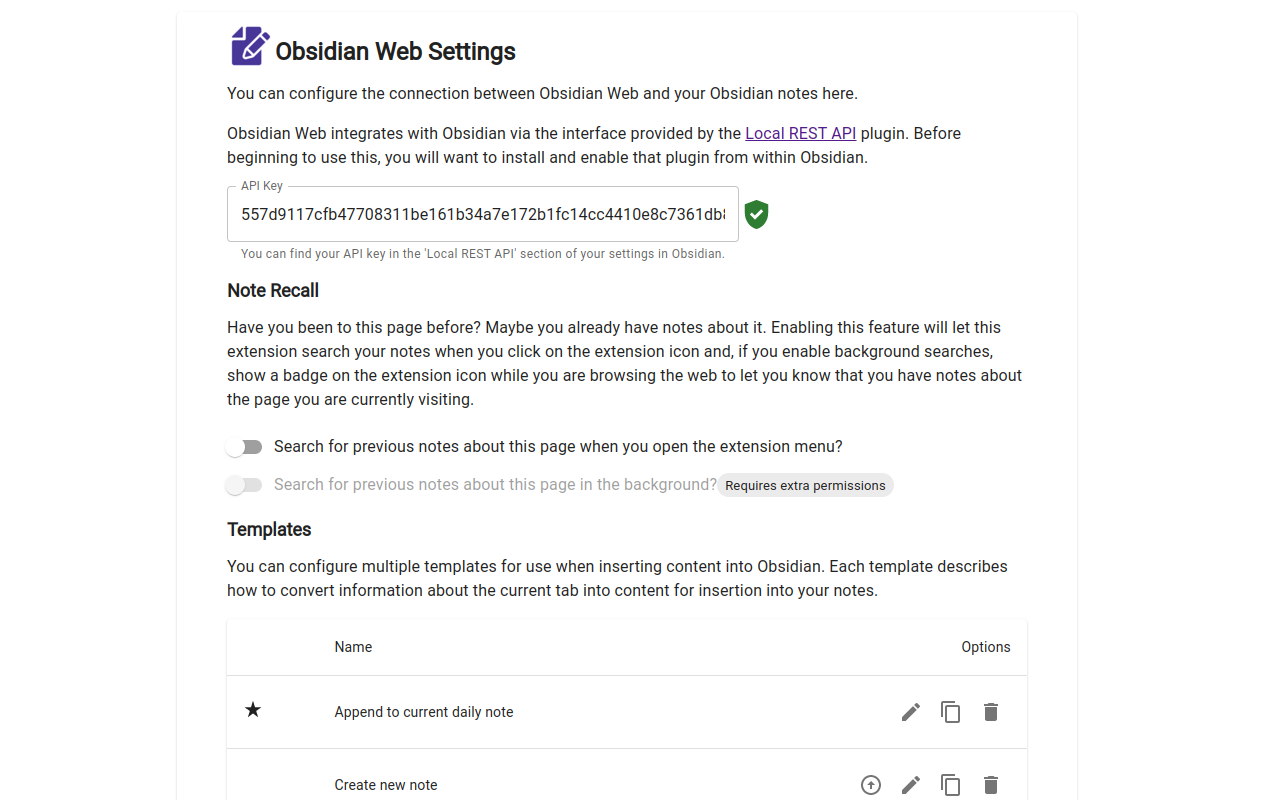 Obsidian Web Settings
You can configure the connection between Obsidian Web and your Obsidian notes here.
Obsidian Web integrates with Obsidian via the interface provided by the Local REST API plugin. Before
beginning to use this, you will want to install and enable that plugin from within Obsidian.
API Key
557d9117cfb47708311be161b34a7e172b1fc14cc4410e8c7361db
You can find your API key in the 'Local REST API' section of your settings in Obsidian.
Note Recall
Have you been to this page before? Maybe you already have notes about it. Enabling this feature will let this
extension search your notes when you click on the extension icon and, if you enable background searches,
show a badge on the extension icon while you are browsing the web to let you know that you have notes about
the page you are currently visiting.
Search for previous notes about this page when you open the extension menu?
Search for previous notes about this page in the background? Requires extra permissions
Templates
You can configure multiple templates for use when inserting content into Obsidian. Each template describes
how to convert information about the current tab into content for insertion into your notes.
Name Options
Append to current daily note
Create new note